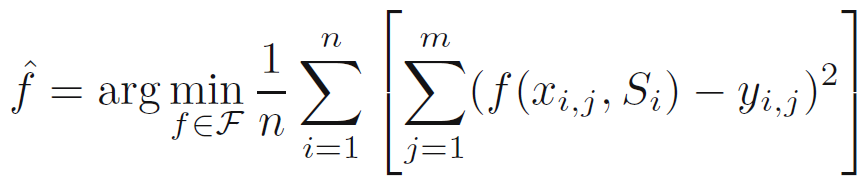 \hat{f} = \arg\min_{f \in \mathcal{F}} \frac{1}{n} \sum_{i=1}^{n} \left[ \sum_{j=1}^{m} (f(x_{i,j}, S_i) - y_{i,j})^2 \right]